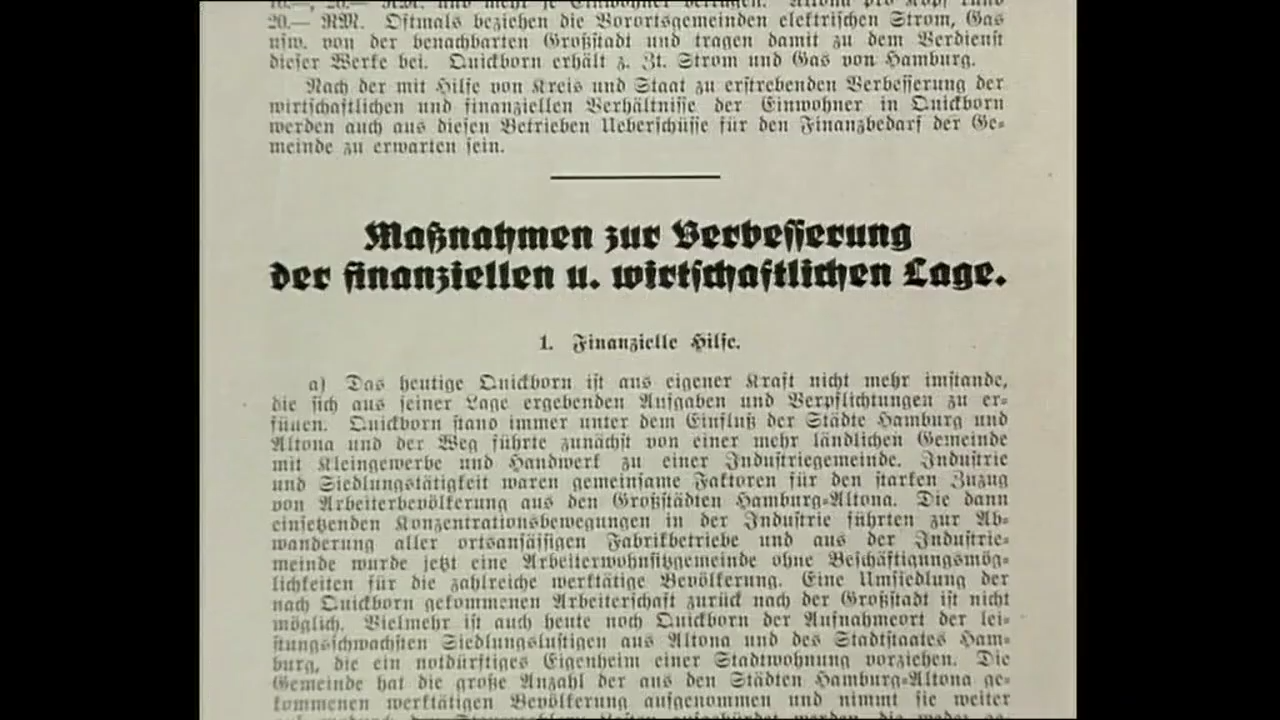 20.— RM. Oftmals beziehen die Vorortsgemeinden elektrischen Strom, Gas
usw. von der benachbarten Großstadt und tragen damit zu dem Verdienst
dieser Werke bei. Quickborn erhält z. Zt. Strom und Gas von Hamburg.
Nach der mit Hilfe von Kreis und Staat zu erstrebenden Verbesserung der
wirtschaftlichen und finanziellen Verhältnisse der Einwohner in Quickborn
werden auch aus diesen Betrieben Ueberschüsse für den Finanzbedarf der Ge-
meinde zu erwarten sein.
Maßnahmen zur Verbesserung
der finanziellen u. wirtschaftlichen Lage.
1. Finanzielle Hilfe.
a) Das heutige Quickborn ist aus eigener Kraft nicht mehr imstande,
die sich aus seiner Lage ergebenden Aufgaben und Verpflichtungen zu er-
füllen. Quickborn stand immer unter dem Einfluß der Städte Hamburg und
Altona und der Weg führte zunächst von einer mehr ländlichen Gemeinde
mit Kleingewerbe und Handwerk zu einer Industriegemeinde. Industrie
und Siedlungstätigkeit waren gemeinsame Faktoren für den starken Zuzug
von Arbeiterbevölkerung aus den Großstädten Hamburg-Altona. Die dann
einsetzenden Konzentrationsbewegungen in der Industrie führten zur Ab-
wanderung aller ortsansässigen Fabrikbetriebe und aus der Industrie-
meinde wurde jetzt eine Arbeiterwohnsitzgemeinde ohne Beschäftigungsmög-
lichkeiten für die zahlreiche werktätige Bevölkerung. Eine Umsiedlung der
nach Quickborn gekommenen Arbeiterschaft zurück nach der Großstadt ist nicht
möglich. Vielmehr ist auch heute noch Quickborn der Aufnahmeort der lei-
stungsschwachsten Siedlungslustigen aus Altona und des Stadtstaates Ham-
burg, die ein notdürftiges Eigenheim einer Stadtwohnung vorziehen. Die
Gemeinde hat die große Anzahl der aus den Städten Hamburg-Altona ge-
kommenen werktätigen Bevölkerung aufgenommen und nimmt sie weiter